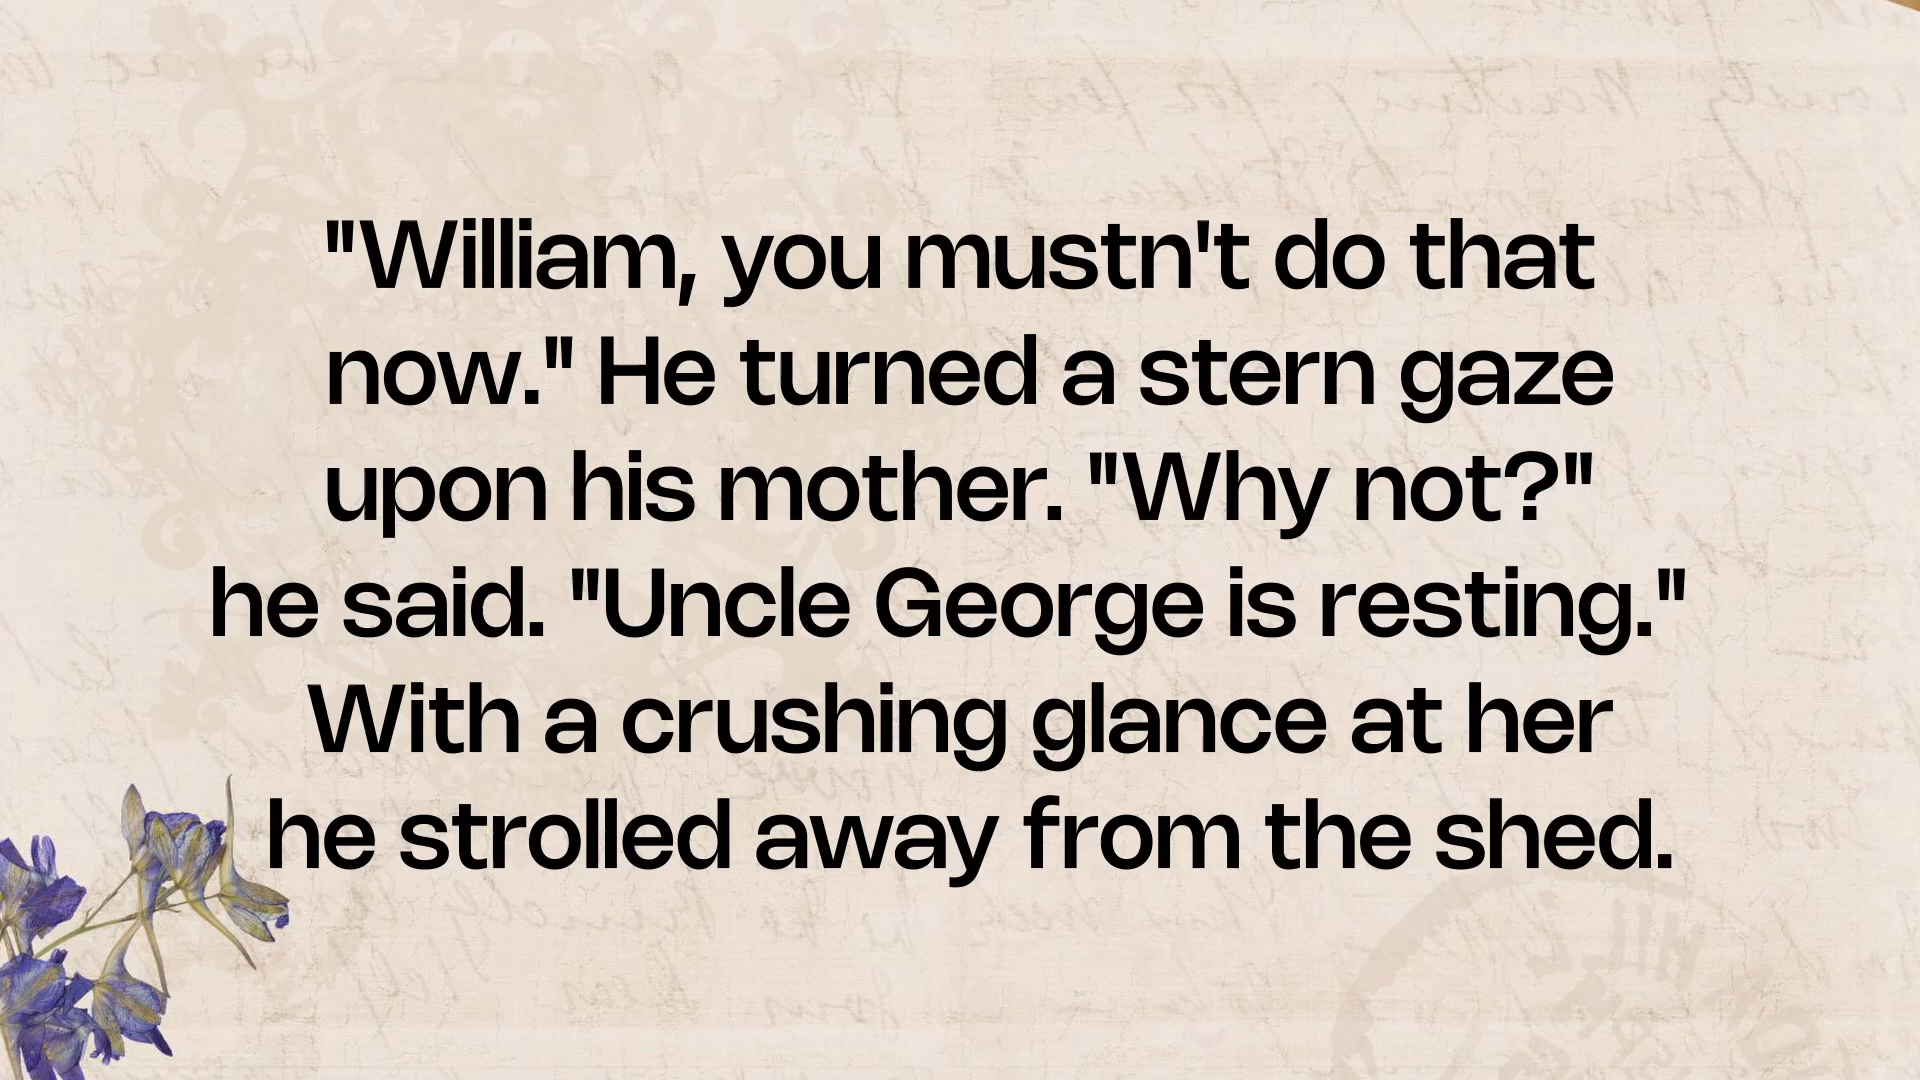 "William, you mustn't do that
now." He turned a stern gaze
upon his mother. "Why not?"
he said. "Uncle George is resting."
With a crushing glance at her
he strolled away from the shed.